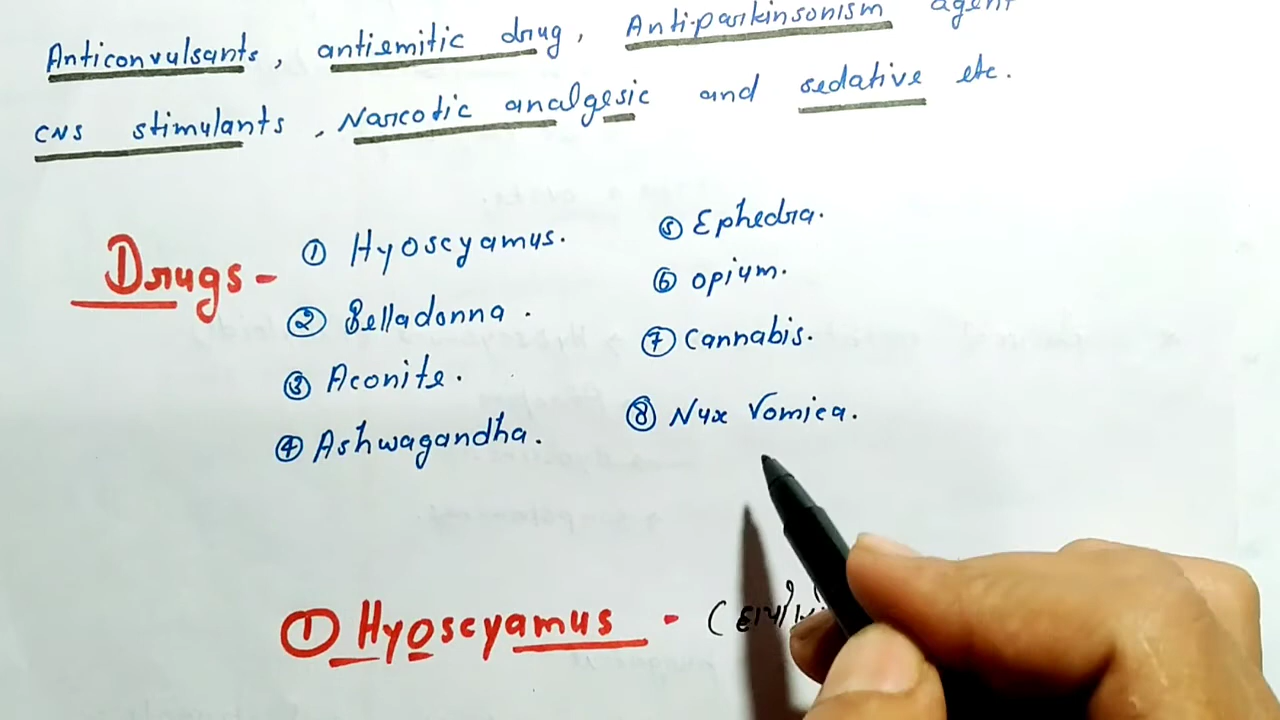 Anticonvulsants, antiemitic drug, Antiparkinsonism agent
CNS stimulants, Narcotic analgesic and sedative etc.
Drugs -
① Hyoscyamus.
② Belladonna.
③ Aconite.
④ Ashwagandha.
⑤ Ephedra.
⑥ opium.
⑦ Cannabis.
⑧ Nux Vomica.
① Hyoscyamus - (